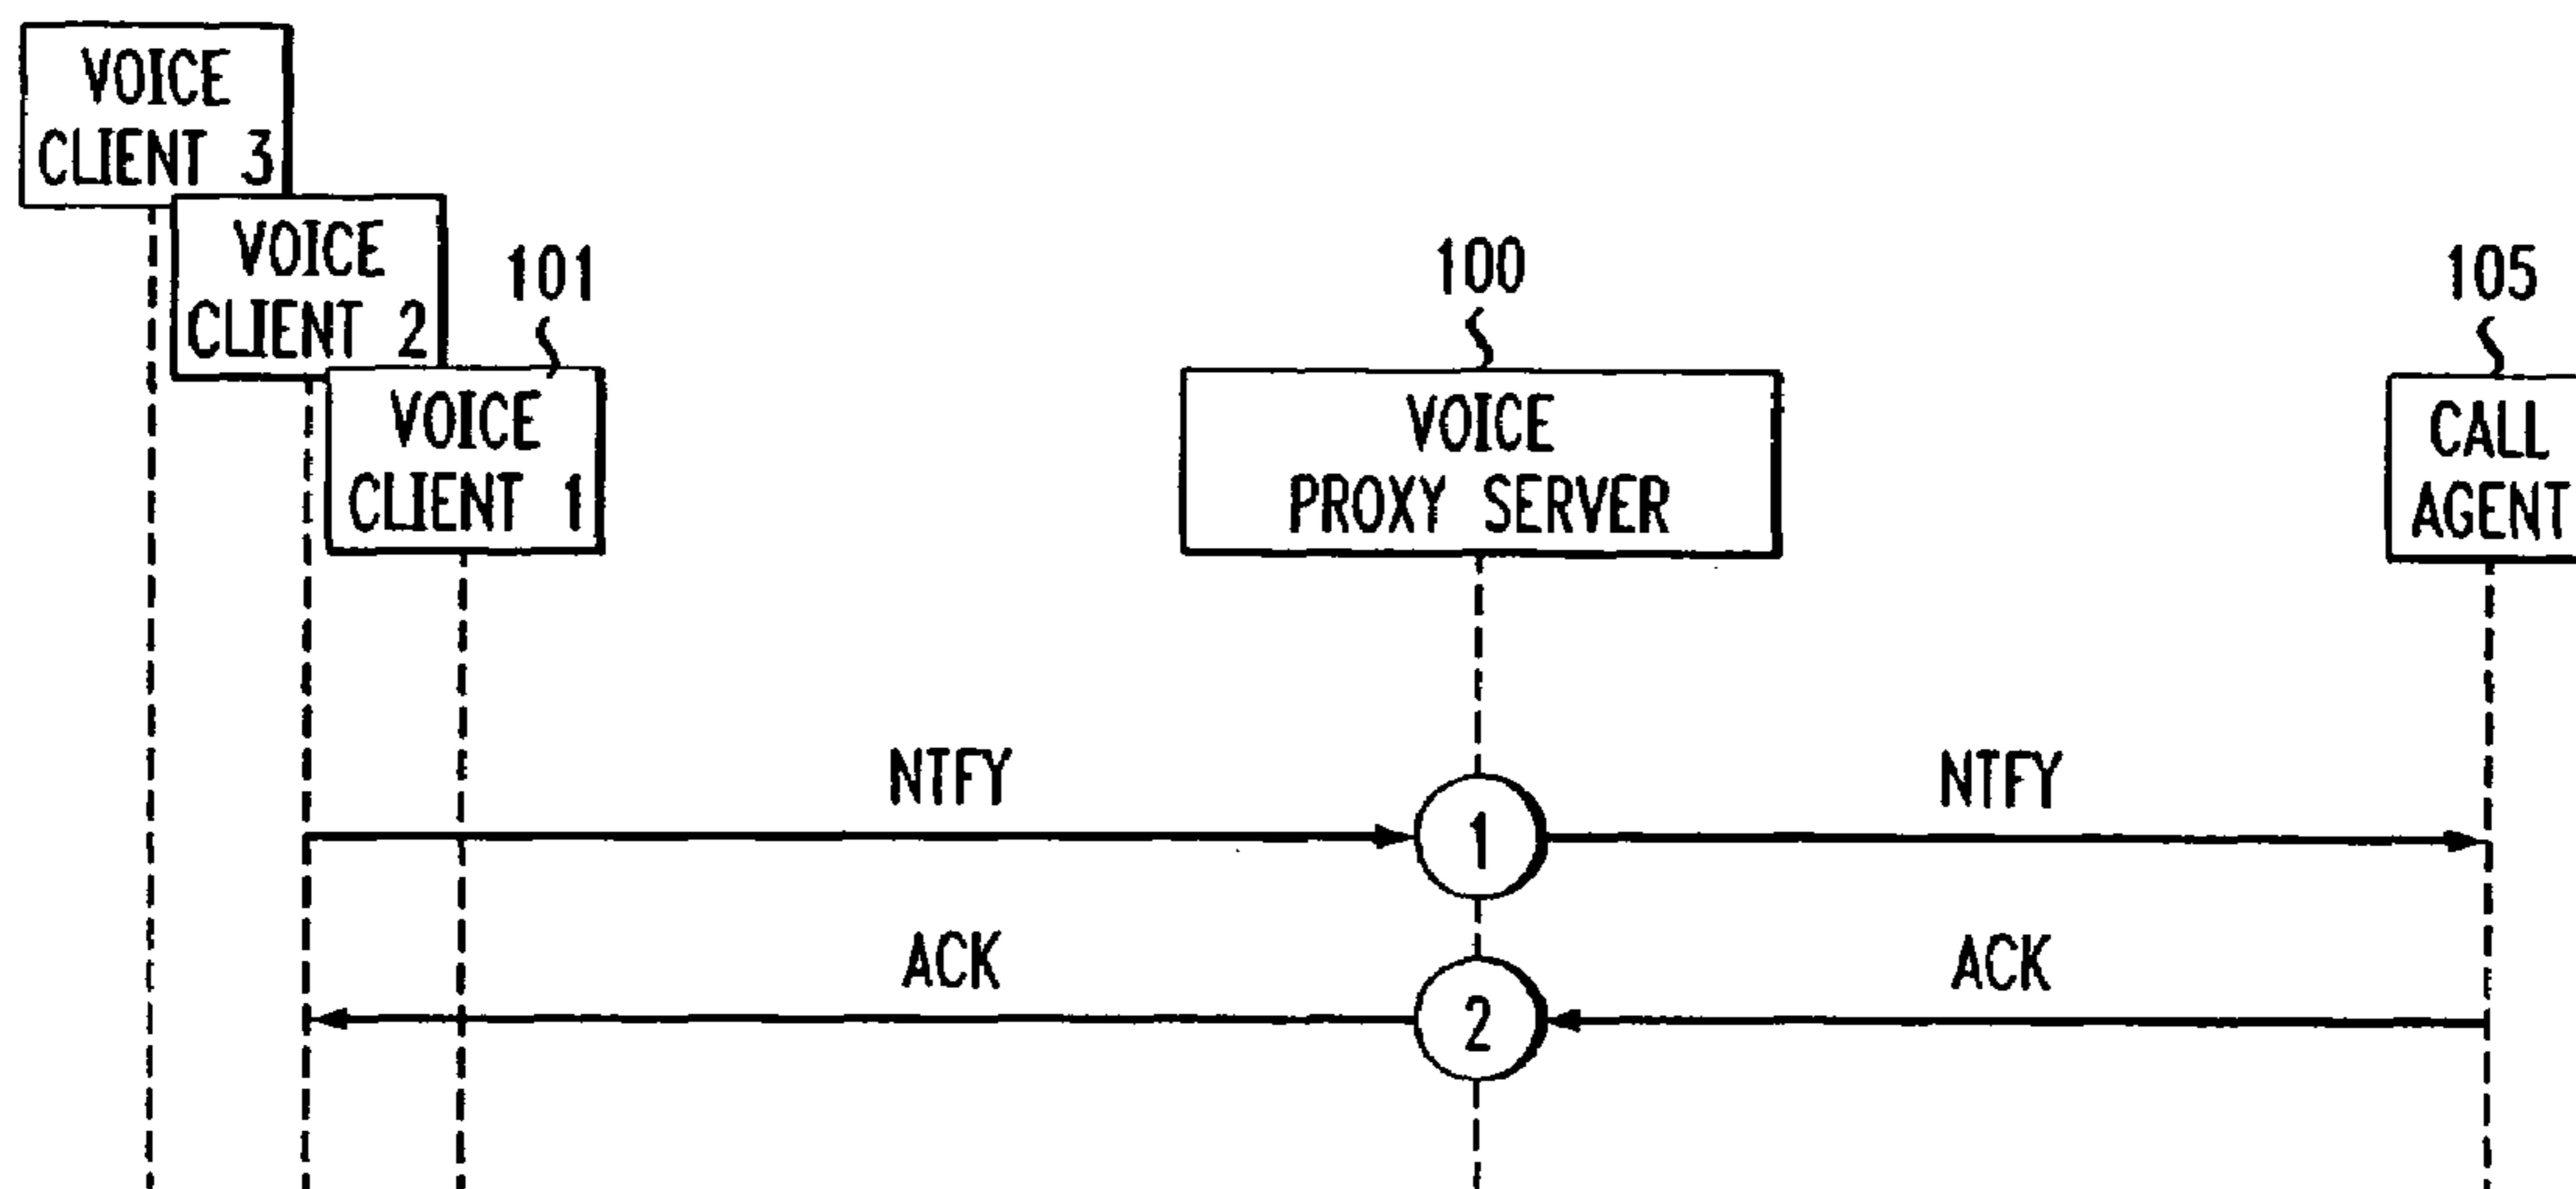 VOICE
CLIENT 3
VOICE
CLIENT 2
101
VOICE
CLIENT 1
100
VOICE
PROXY SERVER
105
CALL
AGENT
NTFY
1
NTFY
ACK
2
ACK